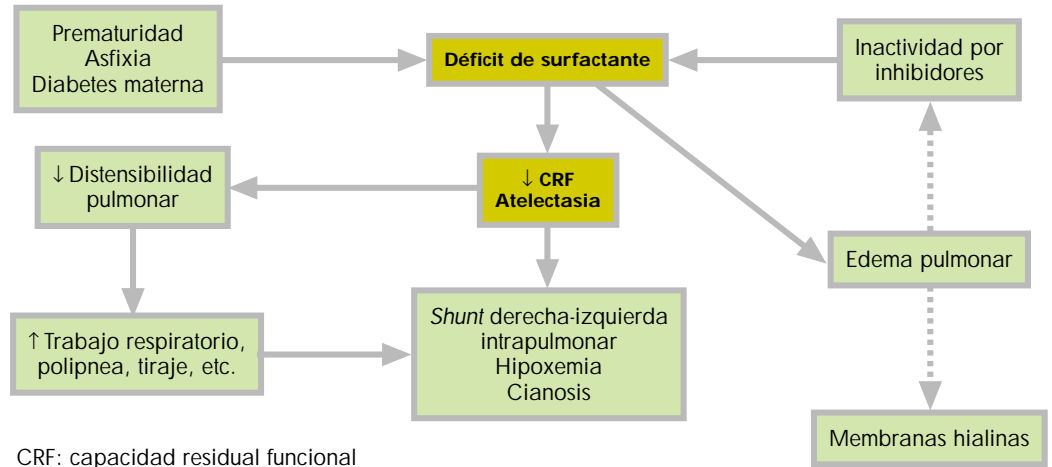 Prematuridad
Asfixia
Diabetes materna
Déficit de surfactante
Inactividad por
inhibidores
↓ Distensibilidad
pulmonar
↓ CRF
Atelectasia
Edema pulmonar
↑ Trabajo respiratorio,
polipnea, tiraje, etc.
Shunt derecha-izquierda
intrapulmonar
Hipoxemia
Cianosis
Membranas hialinas
CRF: capacidad residual funcional